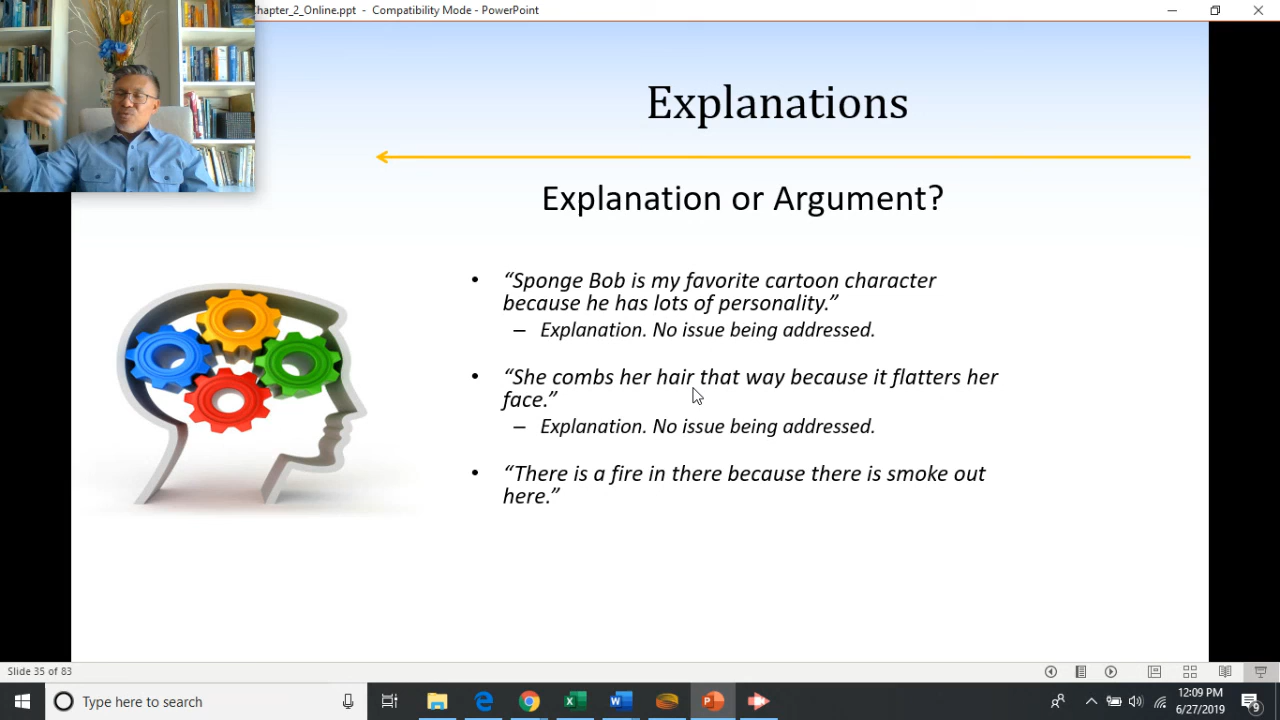 hapter_2_Online.ppt - Compatibility Mode - PowerPoint
Explanations
Explanation or Argument?
• “Sponge Bob is my favorite cartoon character
because he has lots of personality.”
– Explanation. No issue being addressed.
• “She combs her hair that way because it flatters her
face.”
– Explanation. No issue being addressed.
• “There is a fire in there because there is smoke out
here.”
Slide 35 of 83
Type here to search
12:09 PM
6/27/2019
9